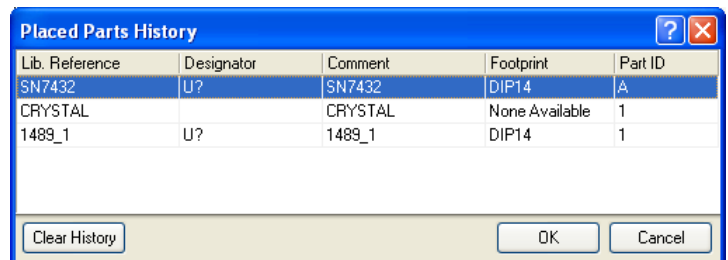 Placed Parts History
Lib. Reference Designator Comment Footprint Part ID
SN7432 U? SN7432 DIP14 A
CRYSTAL CRYSTAL None Available 1
1489_1 U? 1489_1 DIP14 1
Clear History OK Cancel